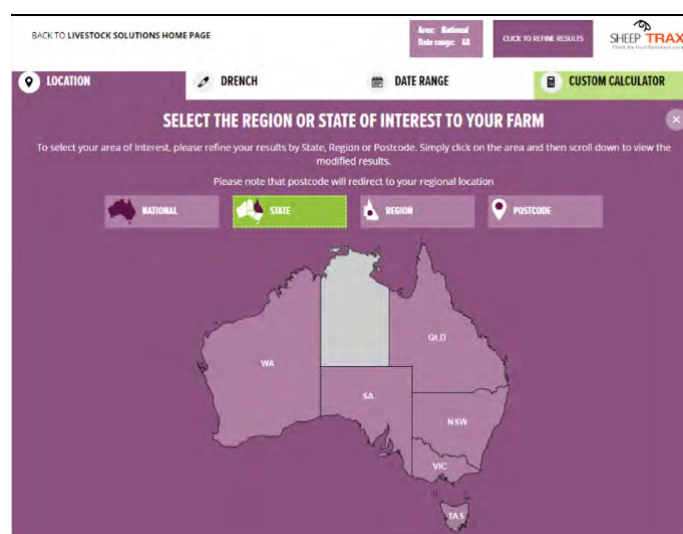 BACK TO LIVESTOCK SOLUTIONS HOME PAGE
Area: National
Date range: All
CLICK TO REFINE RESULTS
SHEEP TRAX
LOCATION
DRENCH
DATE RANGE
CUSTOM CALCULATOR
SELECT THE REGION OR STATE OF INTEREST TO YOUR FARM
To select your area of interest, please refine your results by State, Region or Postcode. Simply click on the area and then scroll down to view the
modified results.
Please note that postcode will redirect to your regional location
NATIONAL
STATE
REGION
POSTCODE
WA
QLD
SA
NSW
VIC
TAS